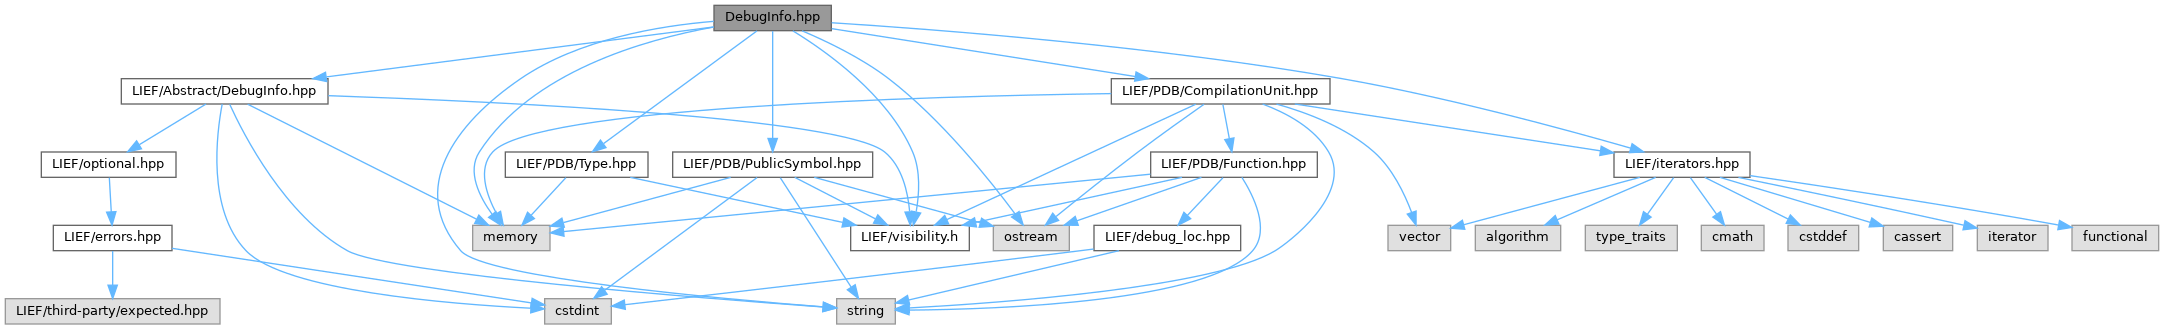 DebugInfo.hpp
LIEF/Abstract/DebugInfo.hpp
LIEF/PDB/CompilationUnit.hpp
LIEF/optional.hpp
LIEF/PDB/Type.hpp
LIEF/PDB/PublicSymbol.hpp
LIEF/PDB/Function.hpp
LIEF/iterators.hpp
LIEF/errors.hpp
memory
LIEF/visibility.h
ostream
LIEF/debug_loc.hpp
vector
algorithm
type_traits
cmath
cstddef
cassert
iterator
functional
LIEF/third-party/expected.hpp
cstdint
string